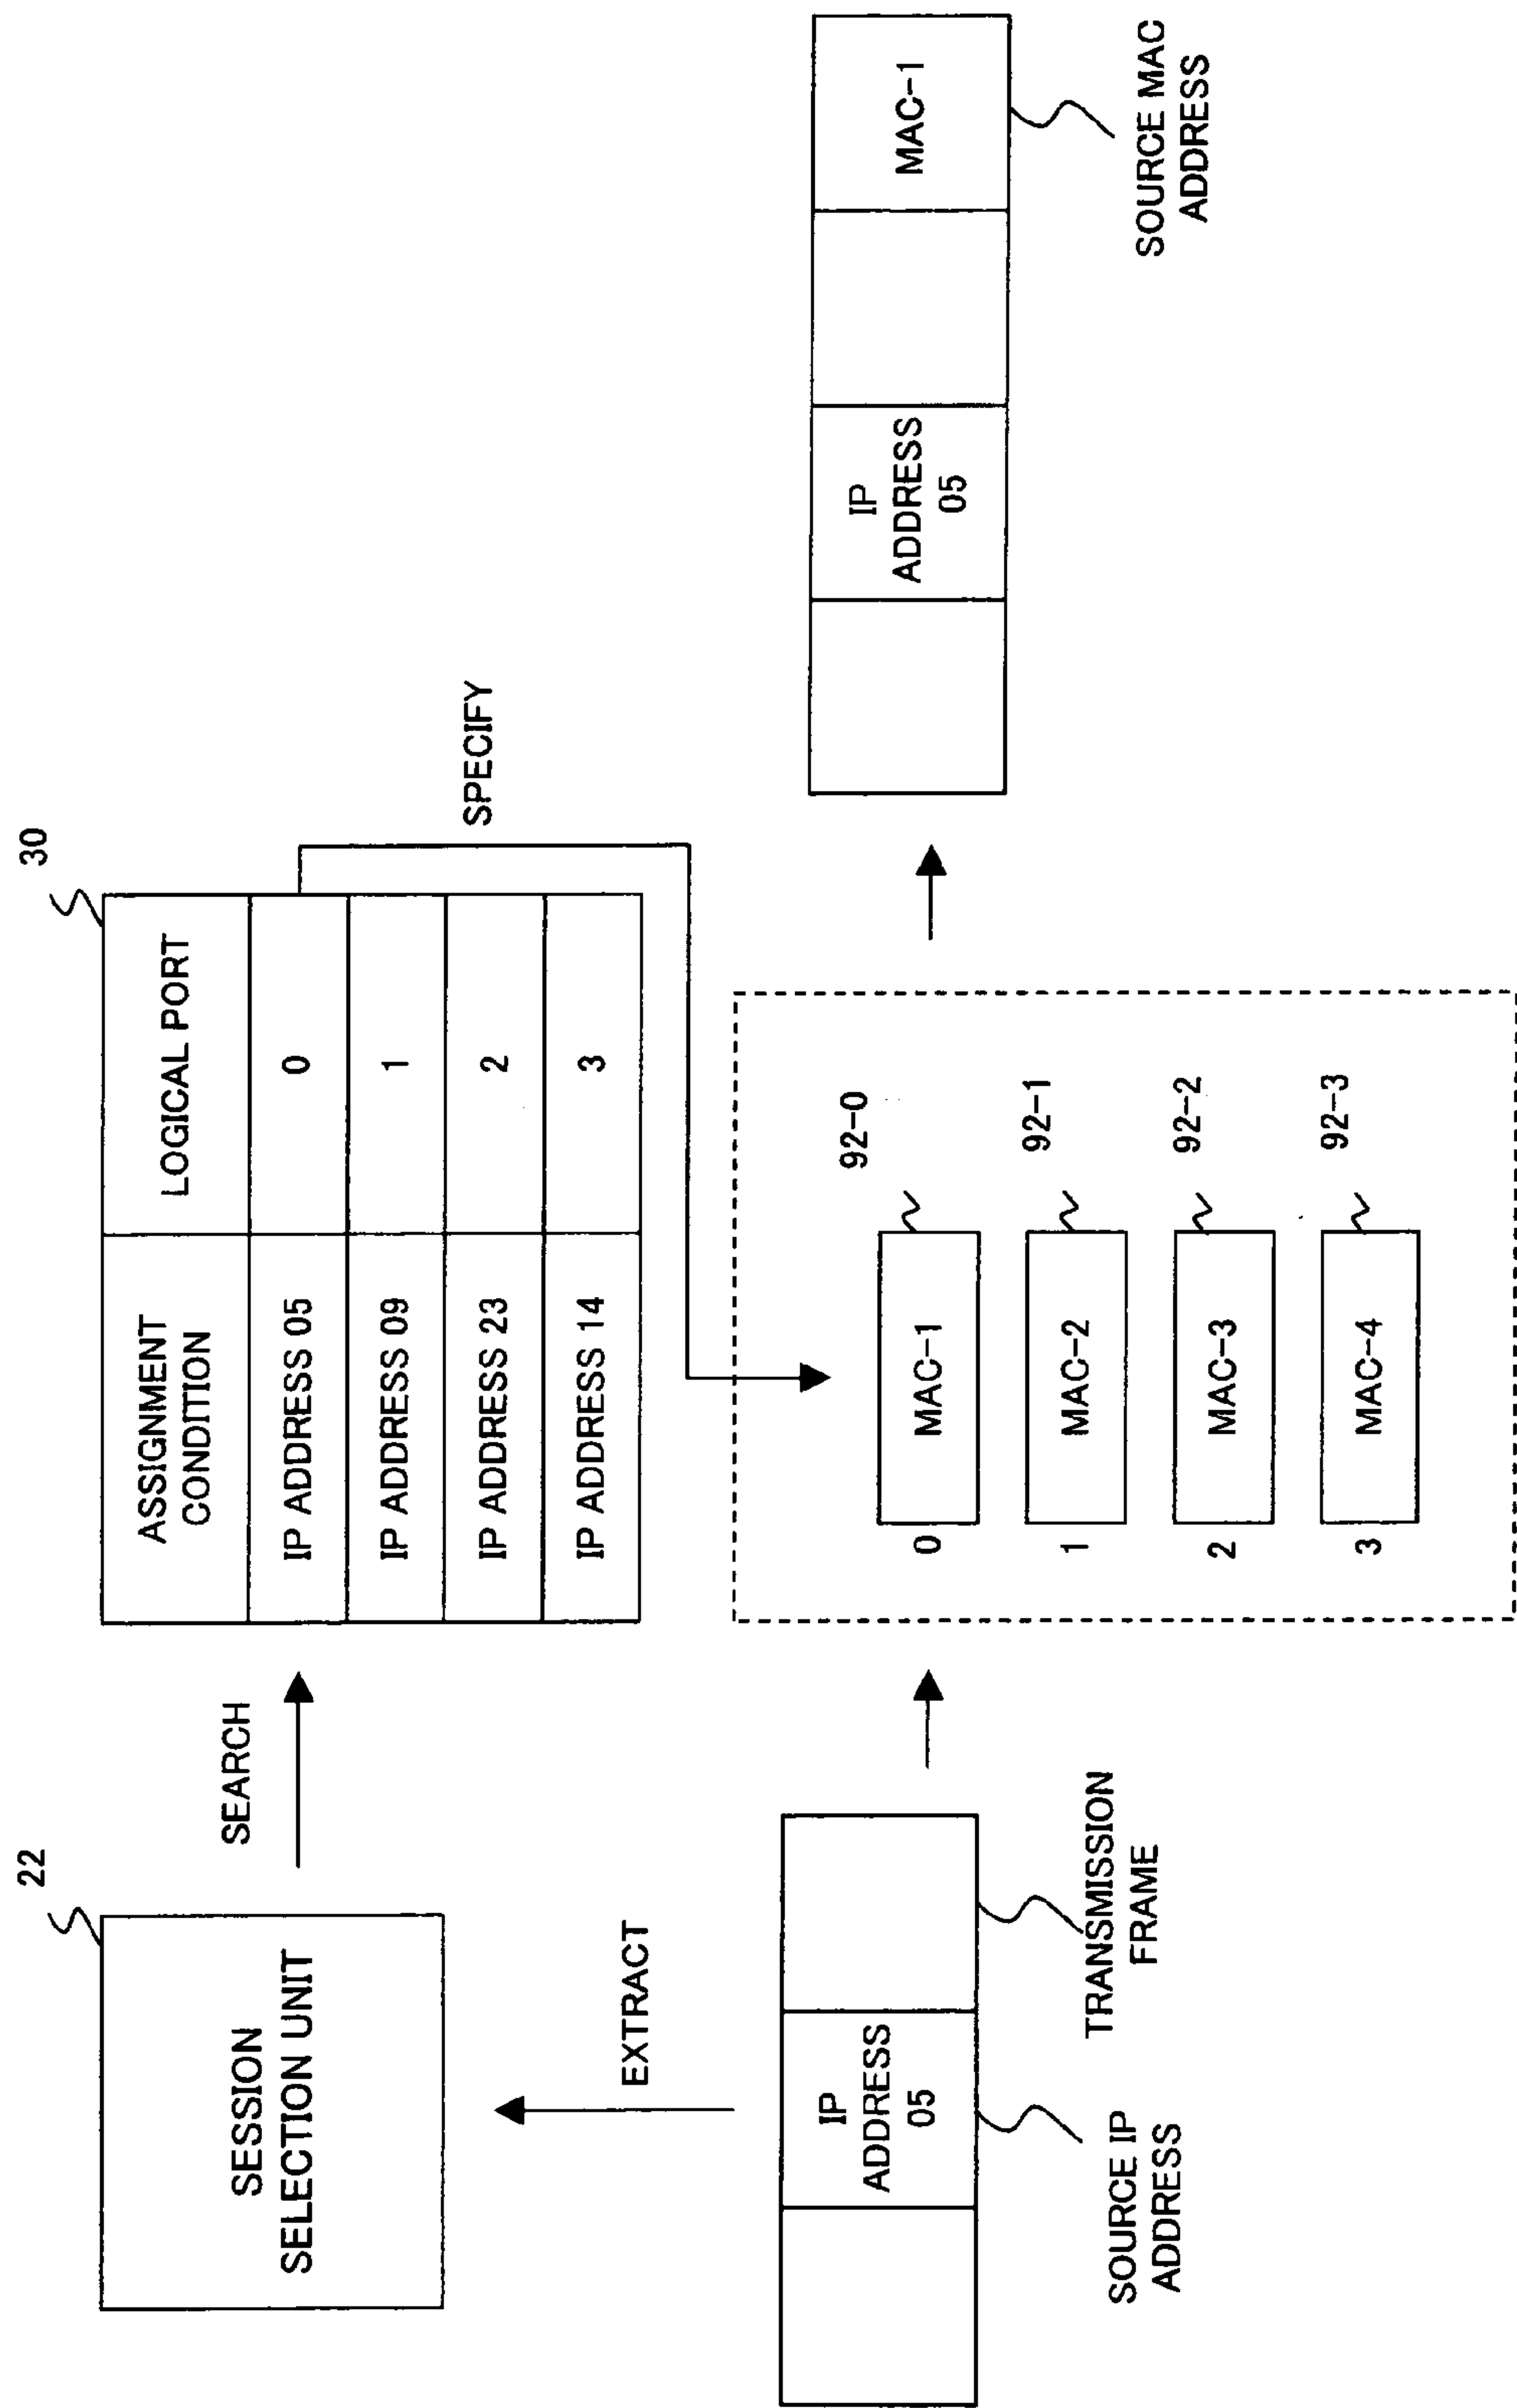 22
SESSION
SELECTION UNIT
SEARCH
30
ASSIGNMENT
CONDITION
LOGICAL PORT
IP ADDRESS 05
0
IP ADDRESS 09
1
IP ADDRESS 23
2
IP ADDRESS 14
3
SPECIFY
EXTRACT
IP
ADDRESS
05
SOURCE IP
ADDRESS
TRANSMISSION
FRAME
0
MAC-1
92-0
1
MAC-2
92-1
2
MAC-3
92-2
3
MAC-4
92-3
IP
ADDRESS
05
MAC-1
SOURCE MAC
ADDRESS